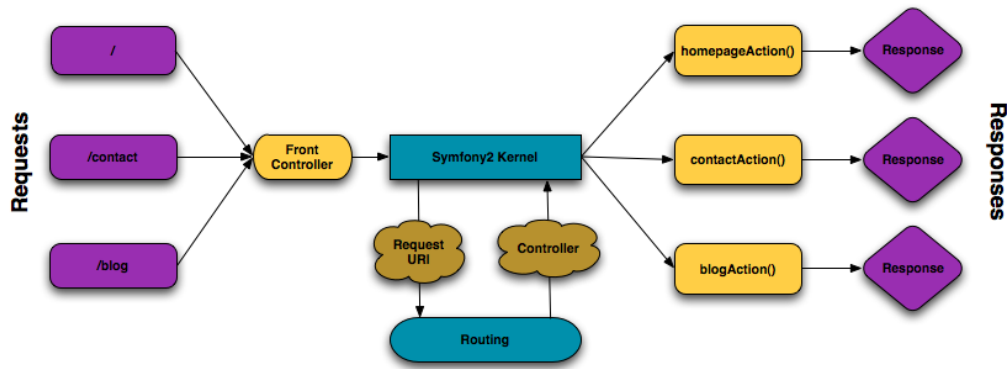 Requests
/
/contact
/blog
Front
Controller
Symfony2 Kernel
Request
URI
Controller
Routing
homepageAction()
contactAction()
blogAction()
Response
Response
Response
Responses